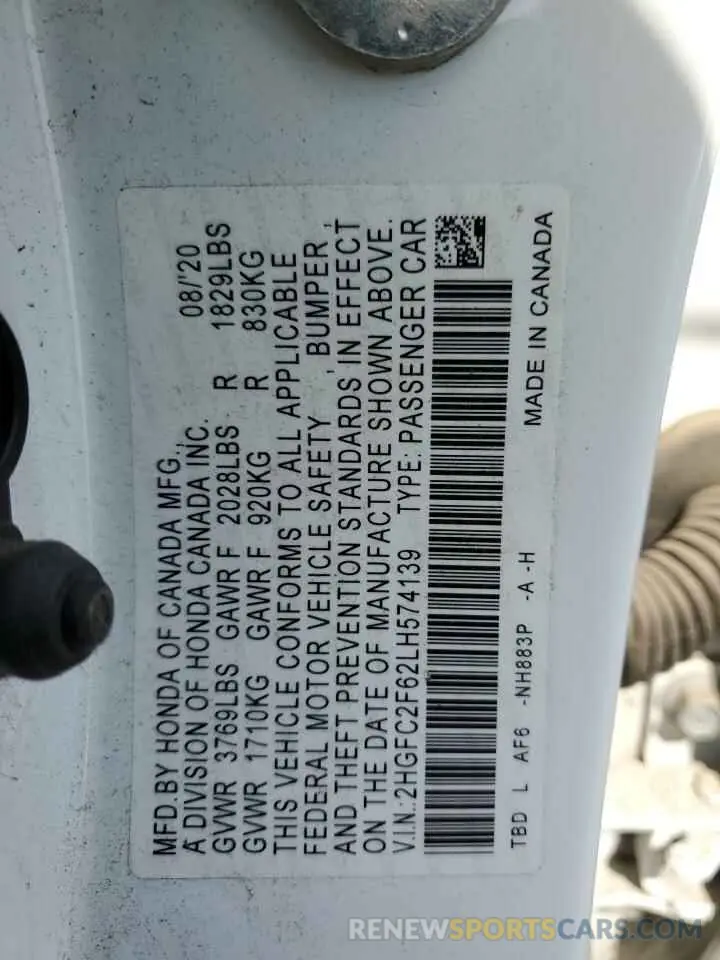 MFD.BY HONDA OF CANADA MFG., 08/'20
A DIVISION OF HONDA CANADA INC.
GVWR 3769LBS GAWR F 2028LBS R 1829LBS
GVWR 1710KG GAWR F 920KG R 830KG
THIS VEHICLE CONFORMS TO ALL APPLICABLE
FEDERAL MOTOR VEHICLE SAFETY , BUMPER ,
AND THEFT PREVENTION STANDARDS IN EFFECT
ON THE DATE OF MANUFACTURE SHOWN ABOVE.
V.I.N.: 2HGFC2F62LH574139 TYPE: PASSENGER CAR
TBD L AF6 -NH883P -A -H MADE IN CANADA
RENEWSPORTSCARS.COM